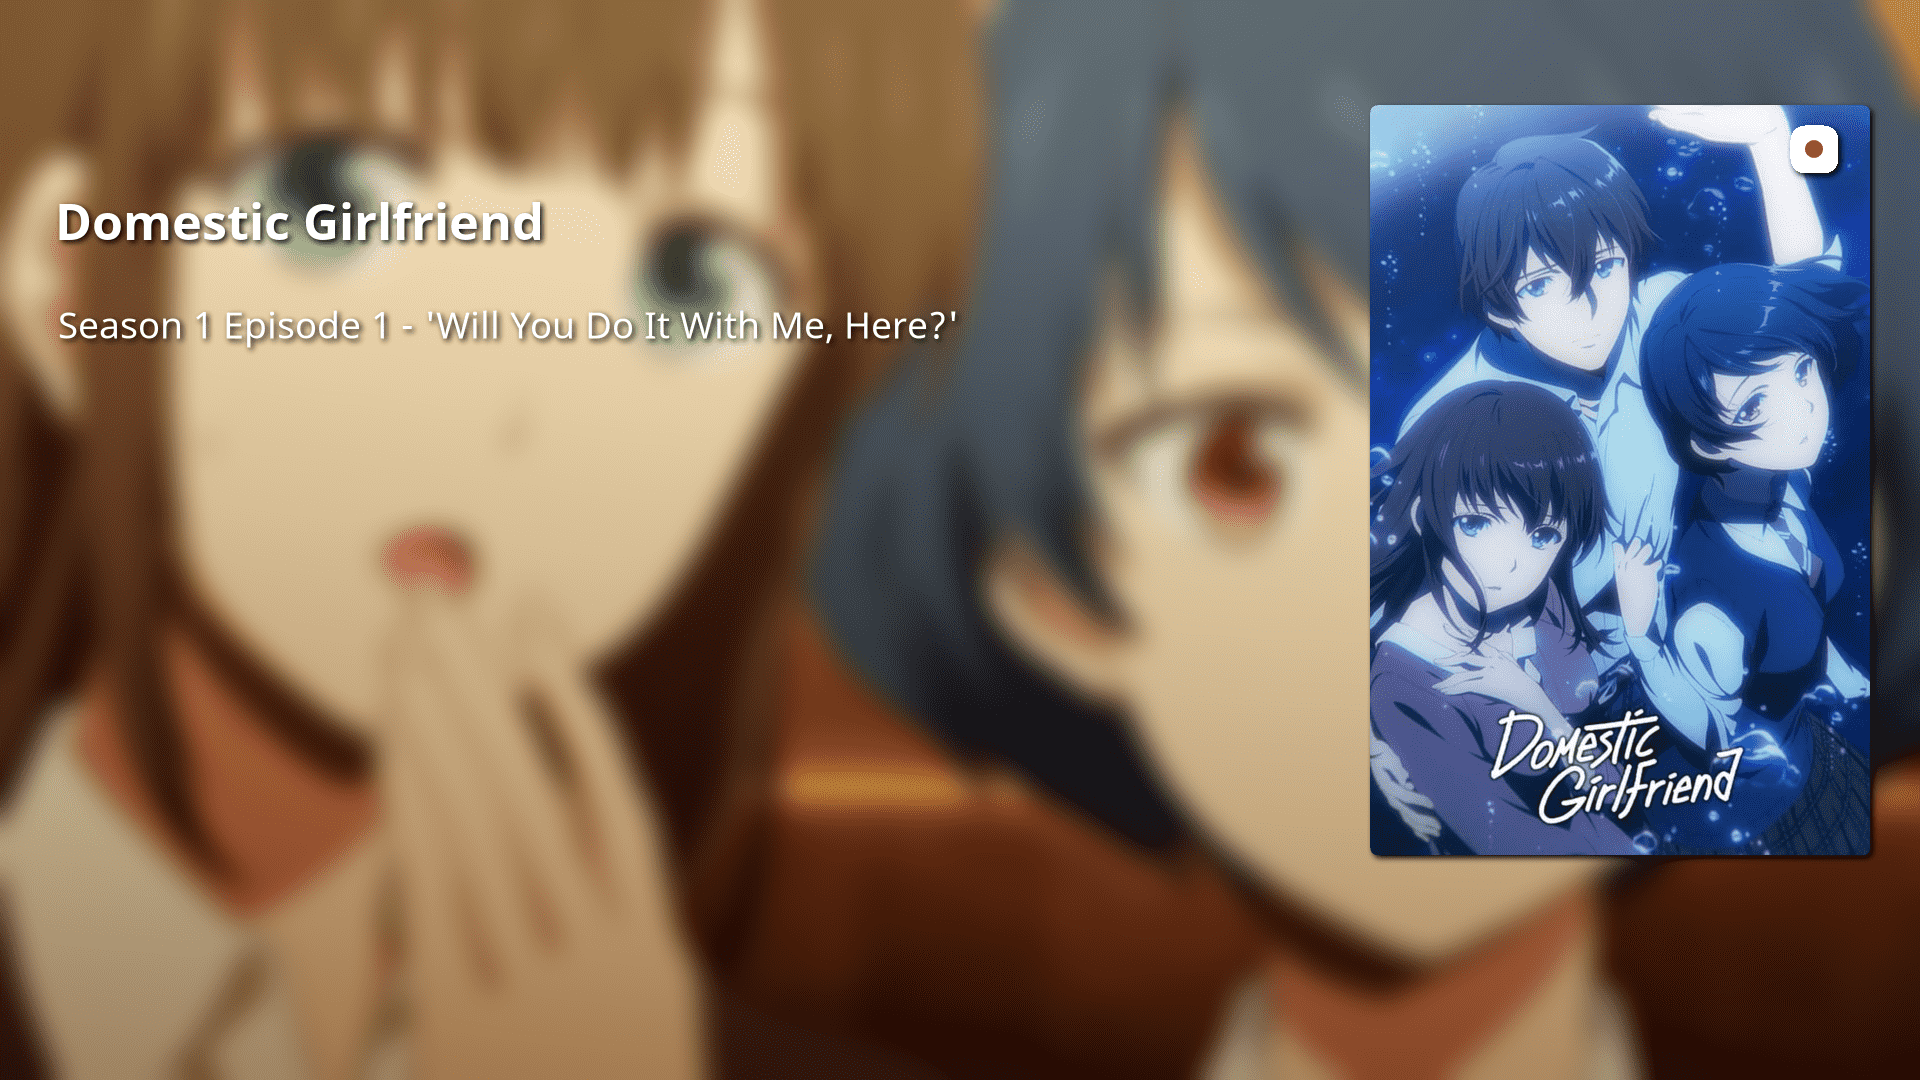 Domestic Girlfriend
Season 1 Episode 1 - 'Will You Do It With Me, Here?'
Domestic
Girlfriend